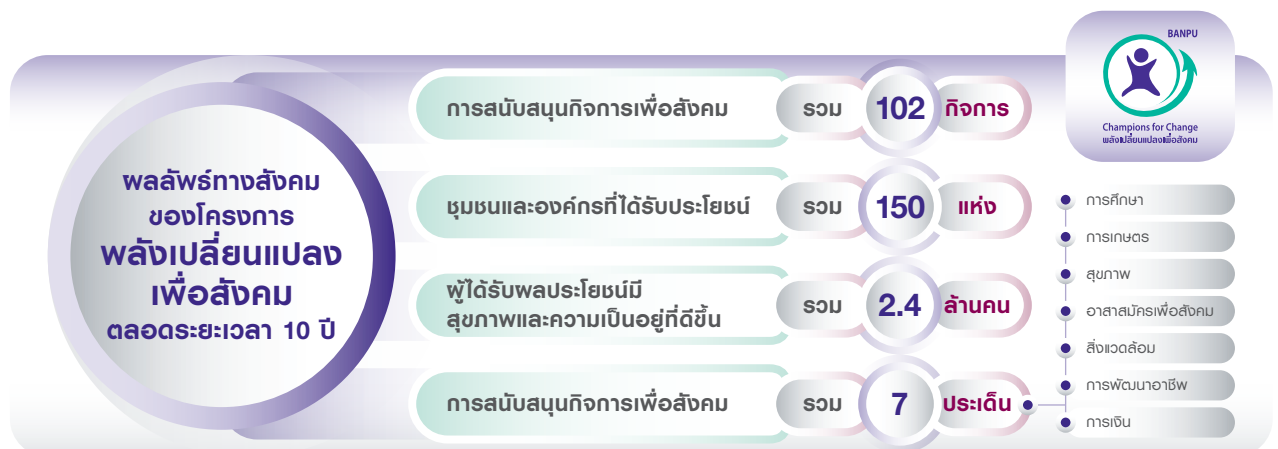 BANPU
Champions for Change
พลังเปลี่ยนแปลงเพื่อสังคม
ผลลัพธ์ทางสังคม
ของโครงการ
พลังเปลี่ยนแปลง
เพื่อสังคม
ตลอดระยะเวลา 10 ปี
การสนับสนุนกิจการเพื่อสังคม รวม 102 กิจการ
ชุมชนและองค์กรที่ได้รับประโยชน์ รวม 150 แห่ง
ผู้ได้รับผลประโยชน์มี
สุขภาพและความเป็นอยู่ที่ดีขึ้น รวม 2.4 ล้านคน
การสนับสนุนกิจการเพื่อสังคม รวม 7 ประเด็น
การศึกษา
การเกษตร
สุขภาพ
อาสาสมัครเพื่อสังคม
สิ่งแวดล้อม
การพัฒนาอาชีพ
การเงิน